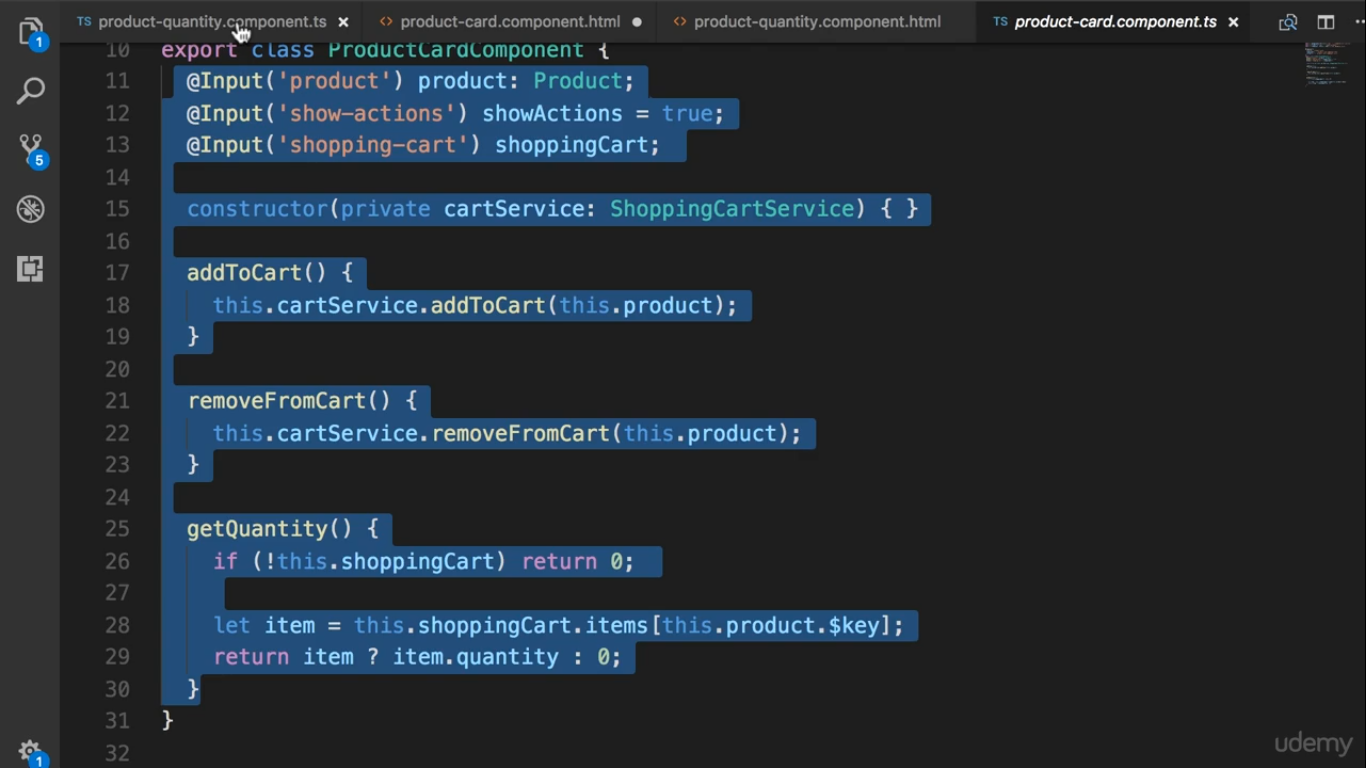 TS product-quantity.component.ts × <> product-card.component.html ● <> product-quantity.component.html TS product-card.component.ts ×
10 export class ProductCardComponent {
11 @Input('product') product: Product;
12 @Input('show-actions') showActions = true;
13 @Input('shopping-cart') shoppingCart;
14
15 constructor(private cartService: ShoppingCartService) { }
16
17 addToCart() {
18 this.cartService.addToCart(this.product);
19 }
20
21 removeFromCart() {
22 this.cartService.removeFromCart(this.product);
23 }
24
25 getQuantity() {
26 if (!this.shoppingCart) return 0;
27
28 let item = this.shoppingCart.items[this.product.$key];
29 return item ? item.quantity : 0;
30 }
31 }
32
1
5
1
udemy